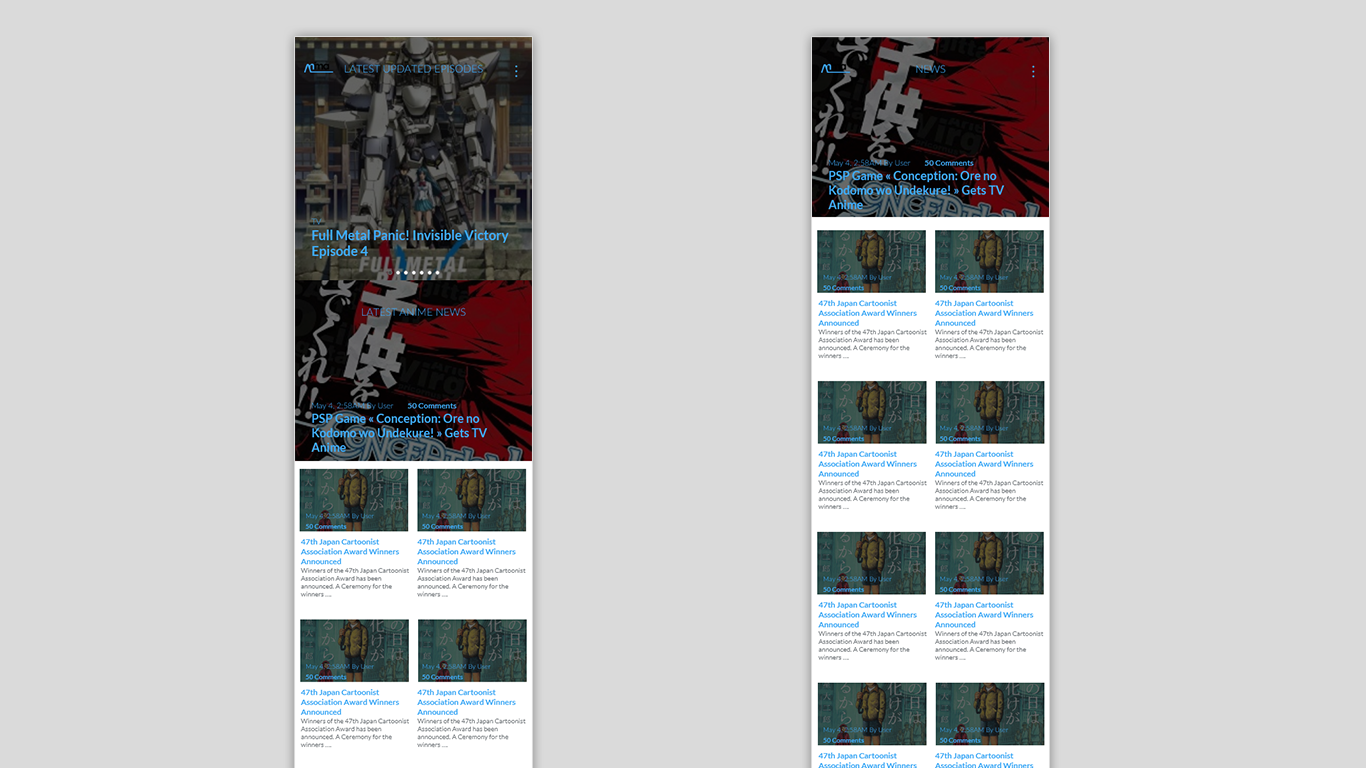 LATEST UPDATED EPISODES
TV
Full Metal Panic! Invisible Victory
Episode 4
FULLMETAL
LATEST ANIME NEWS
子供を
でくれ!!
May 4, 2:58AM By User 50 Comments
PSP Game « Conception: Ore no
Kodomo wo Undekure! » Gets TV
Anime
CONCEPTION
May 4, 2:58AM By User
50 Comments
47th Japan Cartoonist
Association Award Winners
Announced
Winners of the 47th Japan Cartoonist
Association Award has been
announced. A Ceremony for the
winners ....
May 4, 2:58AM By User
50 Comments
47th Japan Cartoonist
Association Award Winners
Announced
Winners of the 47th Japan Cartoonist
Association Award has been
announced. A Ceremony for the
winners ....
May 4, 2:58AM By User
50 Comments
47th Japan Cartoonist
Association Award Winners
Announced
Winners of the 47th Japan Cartoonist
Association Award has been
announced. A Ceremony for the
winners ....
May 4, 2:58AM By User
50 Comments
47th Japan Cartoonist
Association Award Winners
Announced
Winners of the 47th Japan Cartoonist
Association Award has been
announced. A Ceremony for the
winners ....
NEWS
子供を
でくれ!!
May 4, 2:58AM By User 50 Comments
PSP Game « Conception: Ore no
Kodomo wo Undekure! » Gets TV
Anime
CONCEPTION
May 4, 2:58AM By User
50 Comments
47th Japan Cartoonist
Association Award Winners
Announced
Winners of the 47th Japan Cartoonist
Association Award has been
announced. A Ceremony for the
winners ....
May 4, 2:58AM By User
50 Comments
47th Japan Cartoonist
Association Award Winners
Announced
Winners of the 47th Japan Cartoonist
Association Award has been
announced. A Ceremony for the
winners ....
May 4, 2:58AM By User
50 Comments
47th Japan Cartoonist
Association Award Winners
Announced
Winners of the 47th Japan Cartoonist
Association Award has been
announced. A Ceremony for the
winners ....
May 4, 2:58AM By User
50 Comments
47th Japan Cartoonist
Association Award Winners
Announced
Winners of the 47th Japan Cartoonist
Association Award has been
announced. A Ceremony for the
winners ....
May 4, 2:58AM By User
50 Comments
47th Japan Cartoonist
Association Award Winners
Announced
Winners of the 47th Japan Cartoonist
Association Award has been
announced. A Ceremony for the
winners ....
May 4, 2:58AM By User
50 Comments
47th Japan Cartoonist
Association Award Winners
Announced
Winners of the 47th Japan Cartoonist
Association Award has been
announced. A Ceremony for the
winners ....
50 Comments
47th Japan Cartoonist
Association Award Winners
50 Comments
47th Japan Cartoonist
Association Award Winners